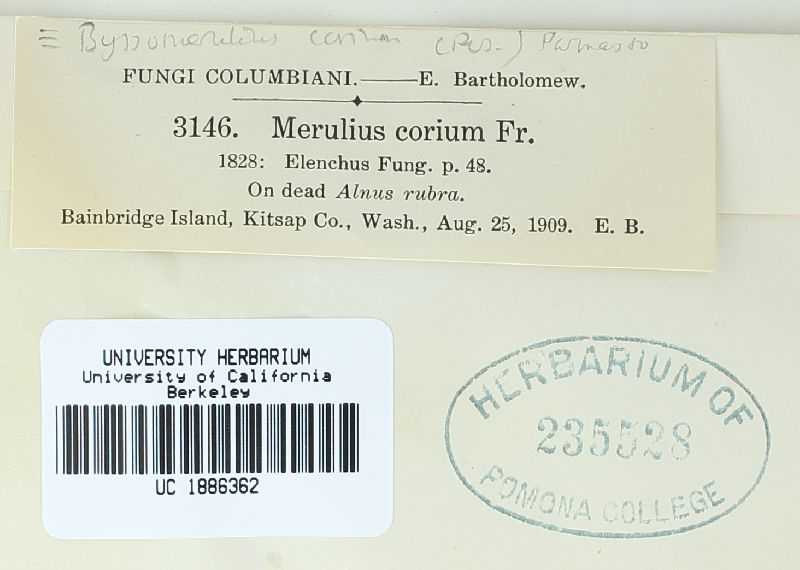 ≡ Byssomerulius corium (Pers.) Parmasto
FUNGI COLUMBIANI.——E. Bartholomew.
3146. Merulius corium Fr.
1828: Elenchus Fung. p. 48.
On dead Alnus rubra.
Bainbridge Island, Kitsap Co., Wash., Aug. 25, 1909. E. B.
UNIVERSITY HERBARIUM
University of California
Berkeley
UC 1886362
HERBARIUM OF
235528
POMONA COLLEGE